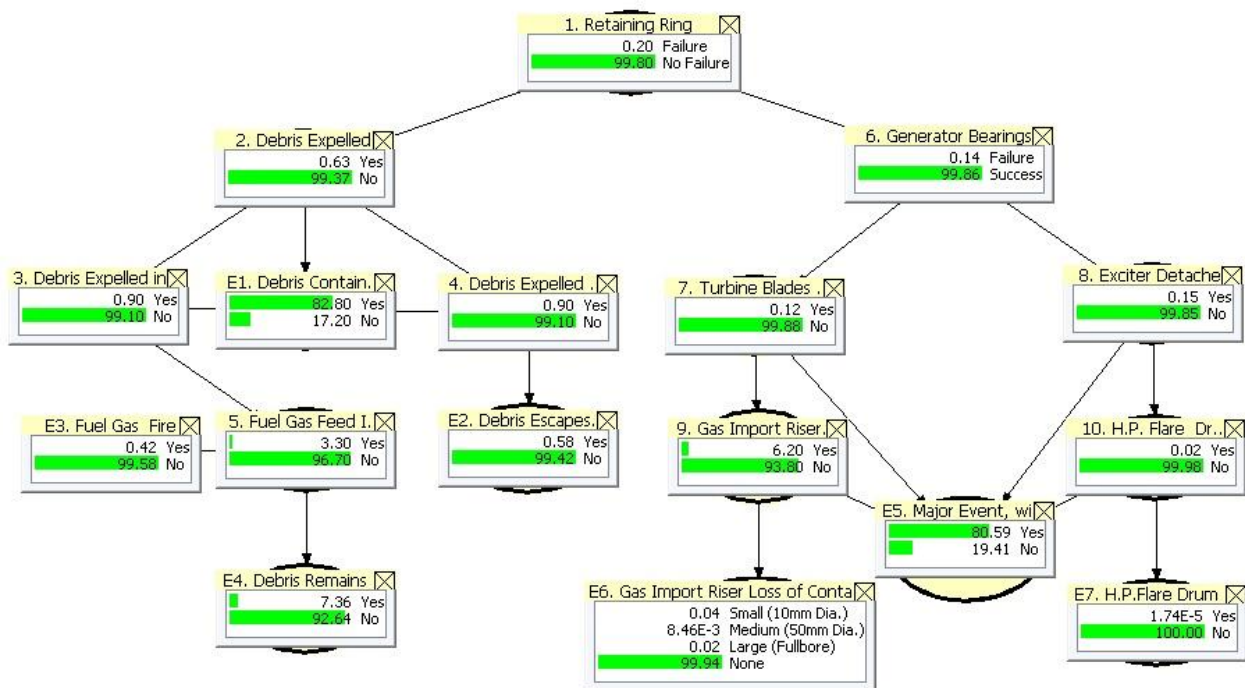 1. Retaining Ring
0.20 Failure
99.80 No Failure
2. Debris Expelled
0.63 Yes
99.37 No
6. Generator Bearings
0.14 Failure
99.86 Success
3. Debris Expelled in
0.90 Yes
99.10 No
E1. Debris Contain.
82.80 Yes
17.20 No
4. Debris Expelled .
0.90 Yes
99.10 No
7. Turbine Blades .
0.12 Yes
99.88 No
8. Exciter Detache
0.15 Yes
99.85 No
E3. Fuel Gas Fire
0.42 Yes
99.58 No
5. Fuel Gas Feed I.
3.30 Yes
96.70 No
E2. Debris Escapes.
0.58 Yes
99.42 No
9. Gas Import Riser.
6.20 Yes
93.80 No
10. H.P. Flare Dr..
0.02 Yes
99.98 No
E5. Major Event, wi
80.59 Yes
19.41 No
E4. Debris Remains
7.36 Yes
92.64 No
E6. Gas Import Riser Loss of Conta
0.04 Small (10mm Dia.)
8.46E-3 Medium (50mm Dia.)
0.02 Large (Fullbore)
99.94 None
E7. H.P.Flare Drum
1.74E-5 Yes
100.00 No